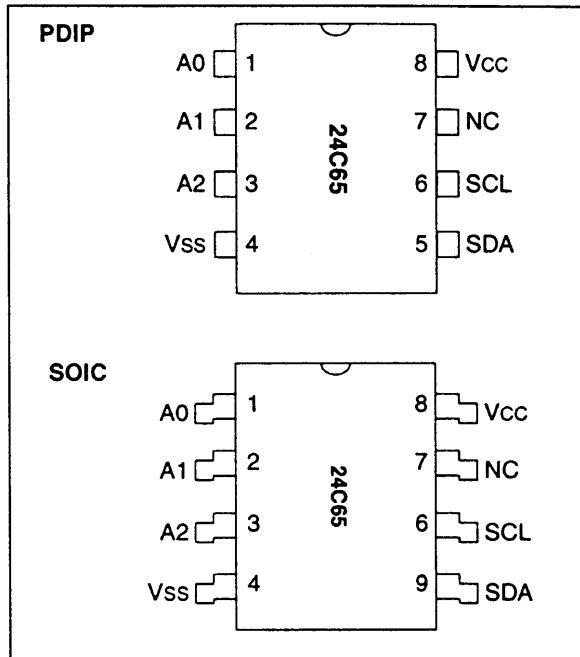 PDIP
A0 1 8 Vcc
A1 2 7 NC
24C65
A2 3 6 SCL
Vss 4 5 SDA
SOIC
A0 1 8 Vcc
A1 2 7 NC
24C65
A2 3 6 SCL
Vss 4 9 SDA